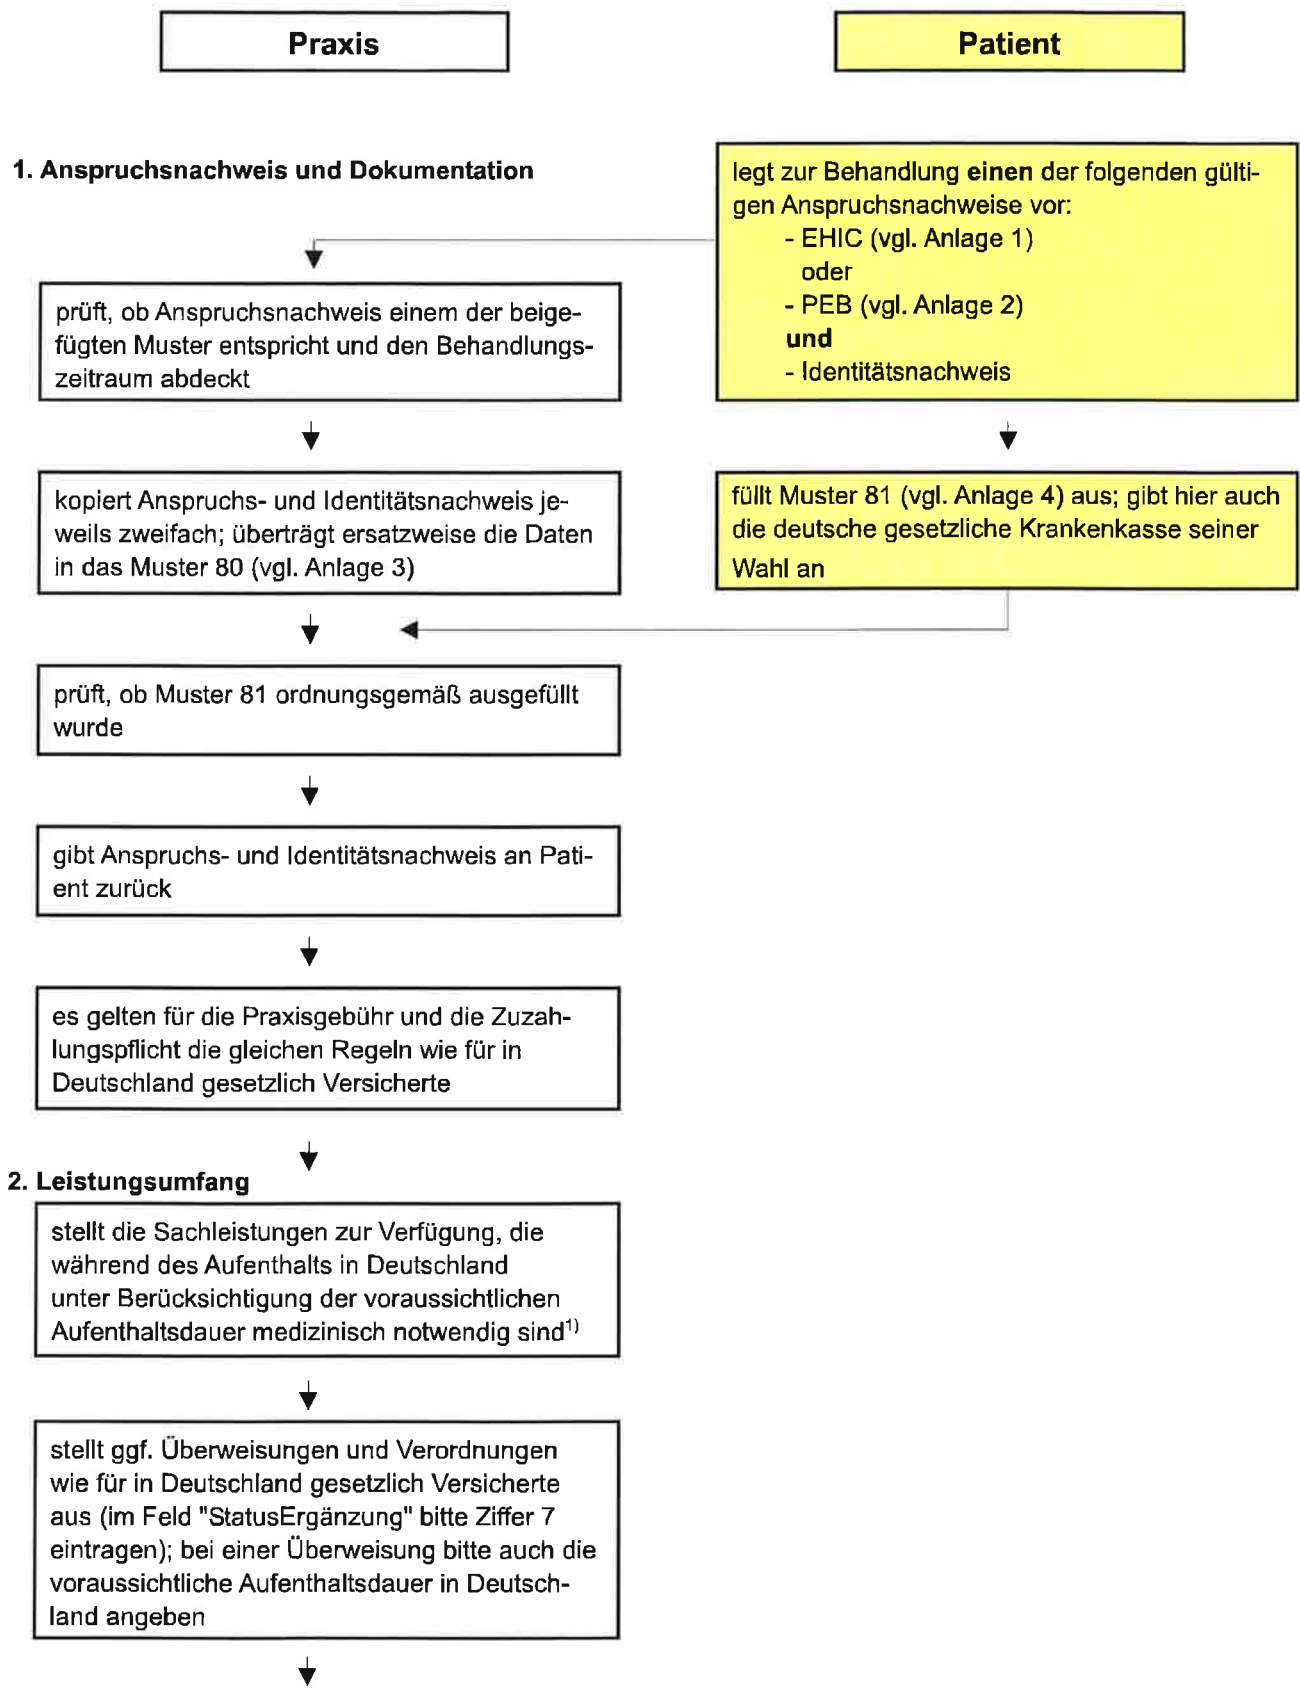 Praxis
Patient
1. Anspruchsnachweis und Dokumentation
legt zur Behandlung einen der folgenden gülti-
gen Anspruchsnachweise vor:
- EHIC (vgl. Anlage 1)
oder
- PEB (vgl. Anlage 2)
und
- Identitätsnachweis
prüft, ob Anspruchsnachweis einem der beige-
fügten Muster entspricht und den Behandlungs-
zeitraum abdeckt
kopiert Anspruchs- und Identitätsnachweis je-
weils zweifach; überträgt ersatzweise die Daten
in das Muster 80 (vgl. Anlage 3)
füllt Muster 81 (vgl. Anlage 4) aus; gibt hier auch
die deutsche gesetzliche Krankenkasse seiner
Wahl an
prüft, ob Muster 81 ordnungsgemäß ausgefüllt
wurde
gibt Anspruchs- und Identitätsnachweis an Pati-
ent zurück
es gelten für die Praxisgebühr und die Zuzah-
lungspflicht die gleichen Regeln wie für in
Deutschland gesetzlich Versicherte
2. Leistungsumfang
stellt die Sachleistungen zur Verfügung, die
während des Aufenthalts in Deutschland
unter Berücksichtigung der voraussichtlichen
Aufenthaltsdauer medizinisch notwendig sind¹⁾
stellt ggf. Überweisungen und Verordnungen
wie für in Deutschland gesetzlich Versicherte
aus (im Feld "StatusErgänzung" bitte Ziffer 7
eintragen); bei einer Überweisung bitte auch die
voraussichtliche Aufenthaltsdauer in Deutsch-
land angeben